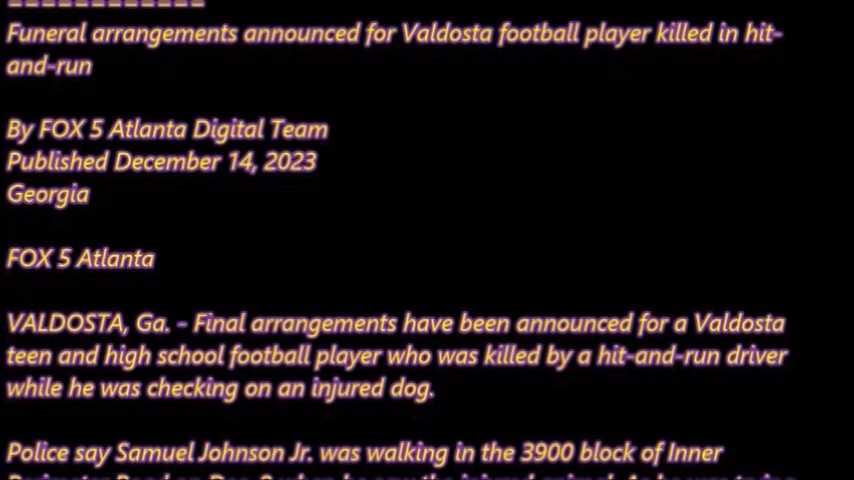 Funeral arrangements announced for Valdosta football player killed in hit-
and-run
By FOX 5 Atlanta Digital Team
Published December 14, 2023
Georgia
FOX 5 Atlanta
VALDOSTA, Ga. - Final arrangements have been announced for a Valdosta
teen and high school football player who was killed by a hit-and-run driver
while he was checking on an injured dog.
Police say Samuel Johnson Jr. was walking in the 3900 block of Inner